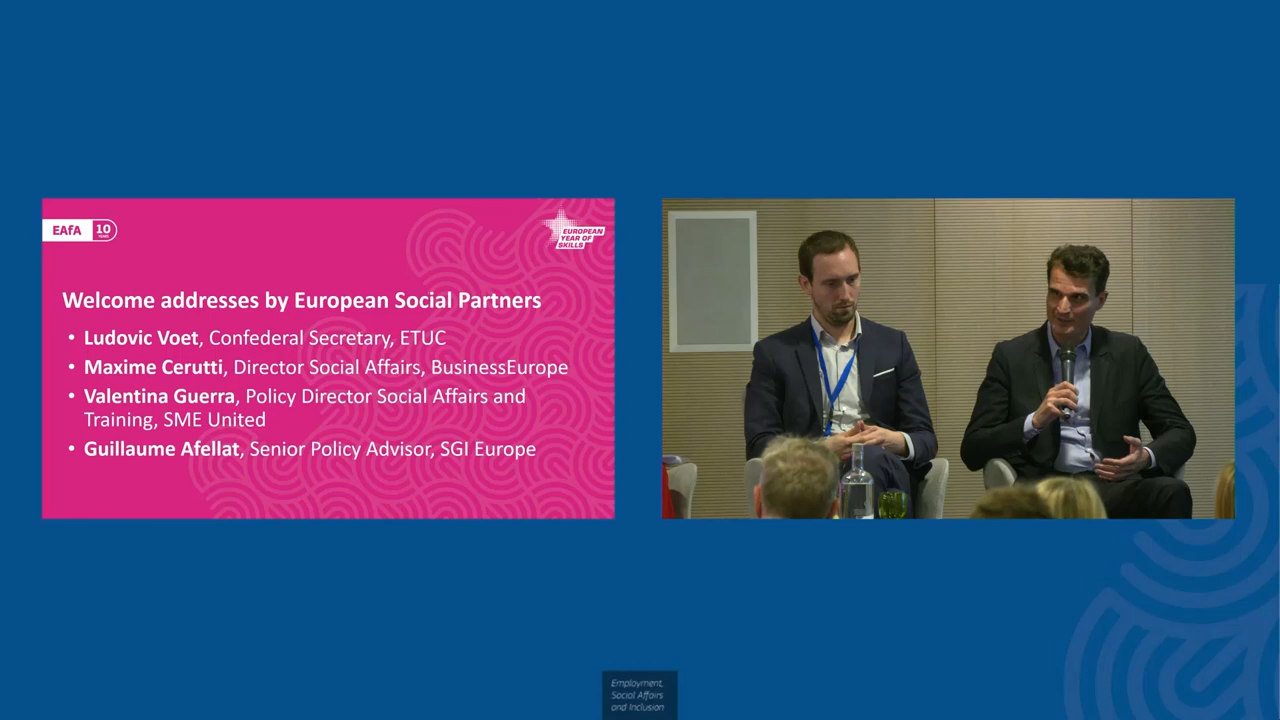 EAfA 10
YEARS
EUROPEAN
YEAR OF
SKILLS
Welcome addresses by European Social Partners
• Ludovic Voet, Confederal Secretary, ETUC
• Maxime Cerutti, Director Social Affairs, BusinessEurope
• Valentina Guerra, Policy Director Social Affairs and
Training, SME United
• Guillaume Afellat, Senior Policy Advisor, SGI Europe
Employment,
Social Affairs
and Inclusion